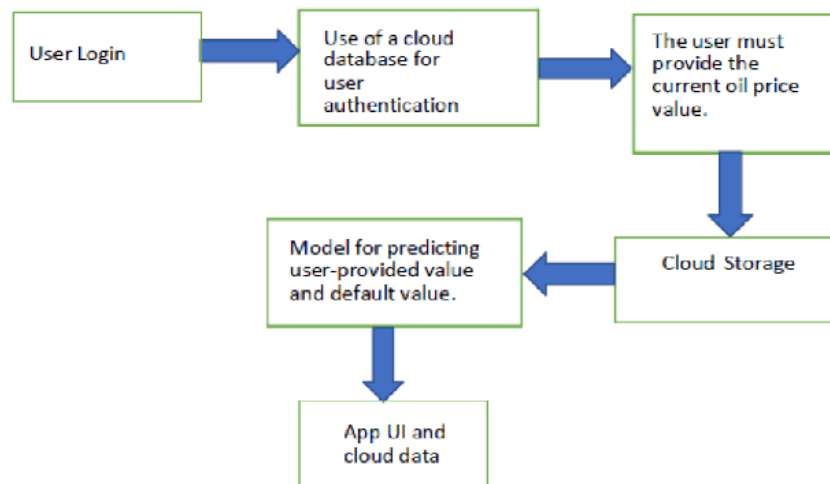 User Login
Use of a cloud
database for
user
authentication
The user must
provide the
current oil price
value.
Cloud Storage
Model for predicting
user-provided value
and default value.
App UI and
cloud data